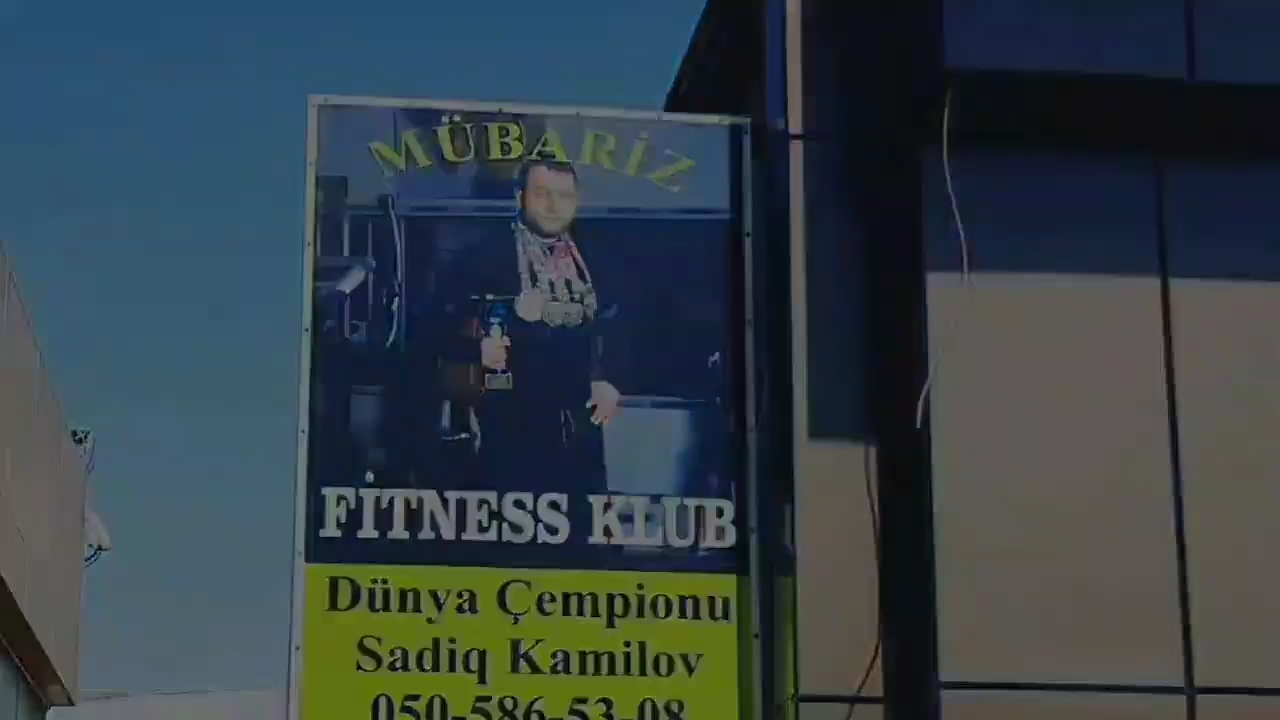 MÜBARİZ
FİTNESS KLUB
Dünya Çempionu
Sadiq Kamilov
050-586-53-08